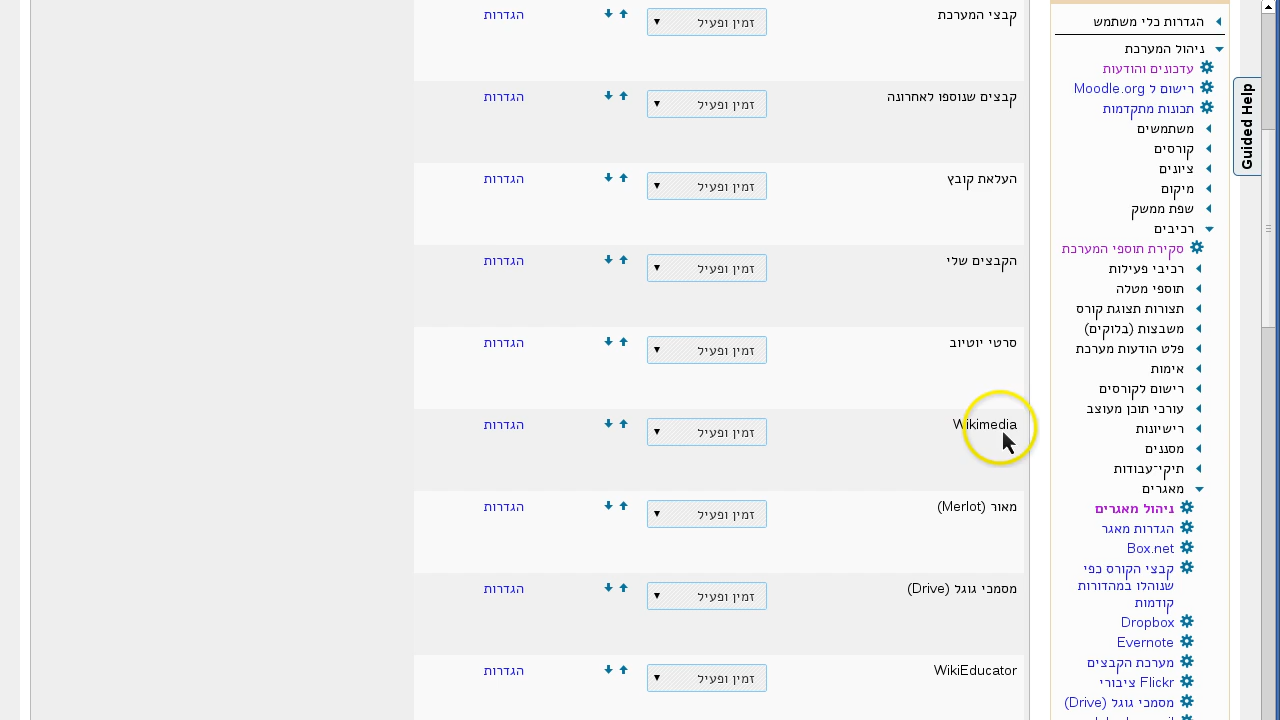 הגדרות כלי משתמש
ניהול המערכת
עדכונים והודעות
רישום ל Moodle.org
תכונות מתקדמות
משתמשים
קורסים
ציונים
מיקום
שפת ממשק
רכיבים
סקירת תוספי המערכת
רכיבי פעילות
תוספי מטלה
תצורות תצוגת קורס
משבצות (בלוקים)
פלט הודעות מערכת
אימות
רישום לקורסים
עורכי תוכן מעוצב
רישיונות
מסננים
תיקי־עבודות
מאגרים
ניהול מאגרים
הגדרות מאגר
Box.net
קבצי הקורס כפי
שנוהלו במהדורות
קודמות
Dropbox
Evernote
מערכת הקבצים
Flickr ציבורי
מסמכי גוגל (Drive)
Guided Help
קבצי המערכת זמין ופעיל הגדרות
קבצים שנוספו לאחרונה זמין ופעיל הגדרות
העלאת קובץ זמין ופעיל הגדרות
הקבצים שלי זמין ופעיל הגדרות
סרטי יוטיוב זמין ופעיל הגדרות
Wikimedia זמין ופעיל הגדרות
מאור (Merlot) זמין ופעיל הגדרות
מסמכי גוגל (Drive) זמין ופעיל הגדרות
WikiEducator זמין ופעיל הגדרות